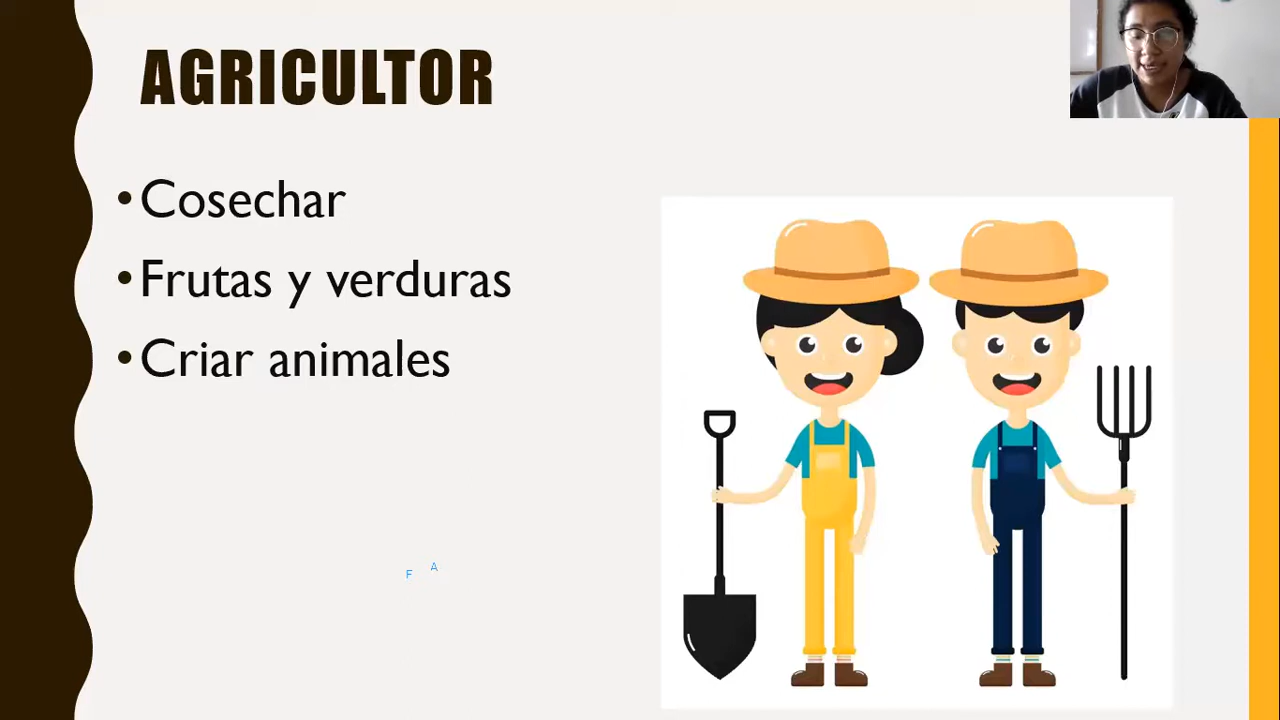 AGRICULTOR
•Cosechar
•Frutas y verduras
•Criar animales
F A